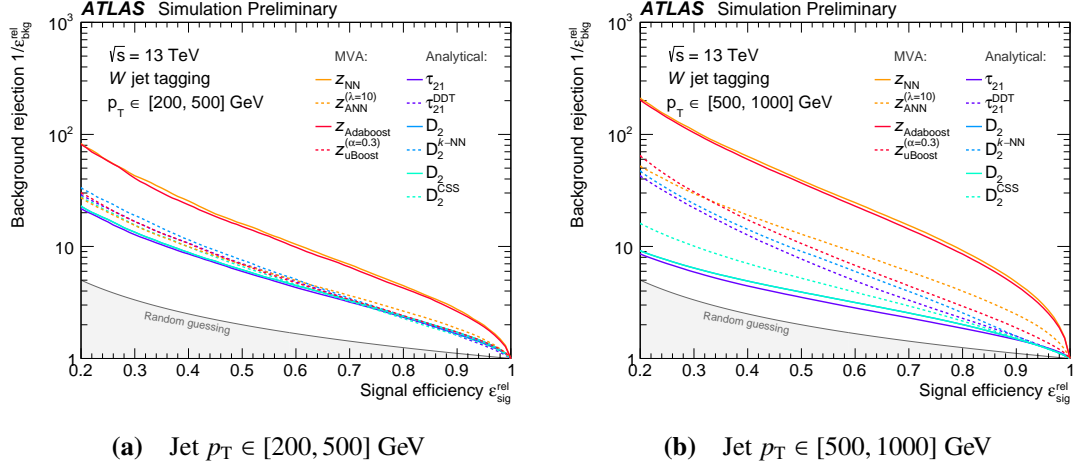 ATLAS Simulation Preliminary
√s = 13 TeV
W jet tagging
p_T ∈ [200, 500] GeV
MVA:
z_NN
z_ANN^(λ=10)
z_Adaboost
z_uBoost^(α=0.3)
Analytical:
τ_21
τ_21^DDT
D_2
D_2^k−NN
D_2
D_2^CSS
Random guessing
Background rejection 1/ε_bkg^rel
10^3
10^2
10
1
0.2 0.3 0.4 0.5 0.6 0.7 0.8 0.9 1
Signal efficiency ε_sig^rel
(a) Jet p_T ∈ [200, 500] GeV
ATLAS Simulation Preliminary
√s = 13 TeV
W jet tagging
p_T ∈ [500, 1000] GeV
MVA:
z_NN
z_ANN^(λ=10)
z_Adaboost
z_uBoost^(α=0.3)
Analytical:
τ_21
τ_21^DDT
D_2
D_2^k−NN
D_2
D_2^CSS
Random guessing
Background rejection 1/ε_bkg^rel
10^3
10^2
10
1
0.2 0.3 0.4 0.5 0.6 0.7 0.8 0.9 1
Signal efficiency ε_sig^rel
(b) Jet p_T ∈ [500, 1000] GeV